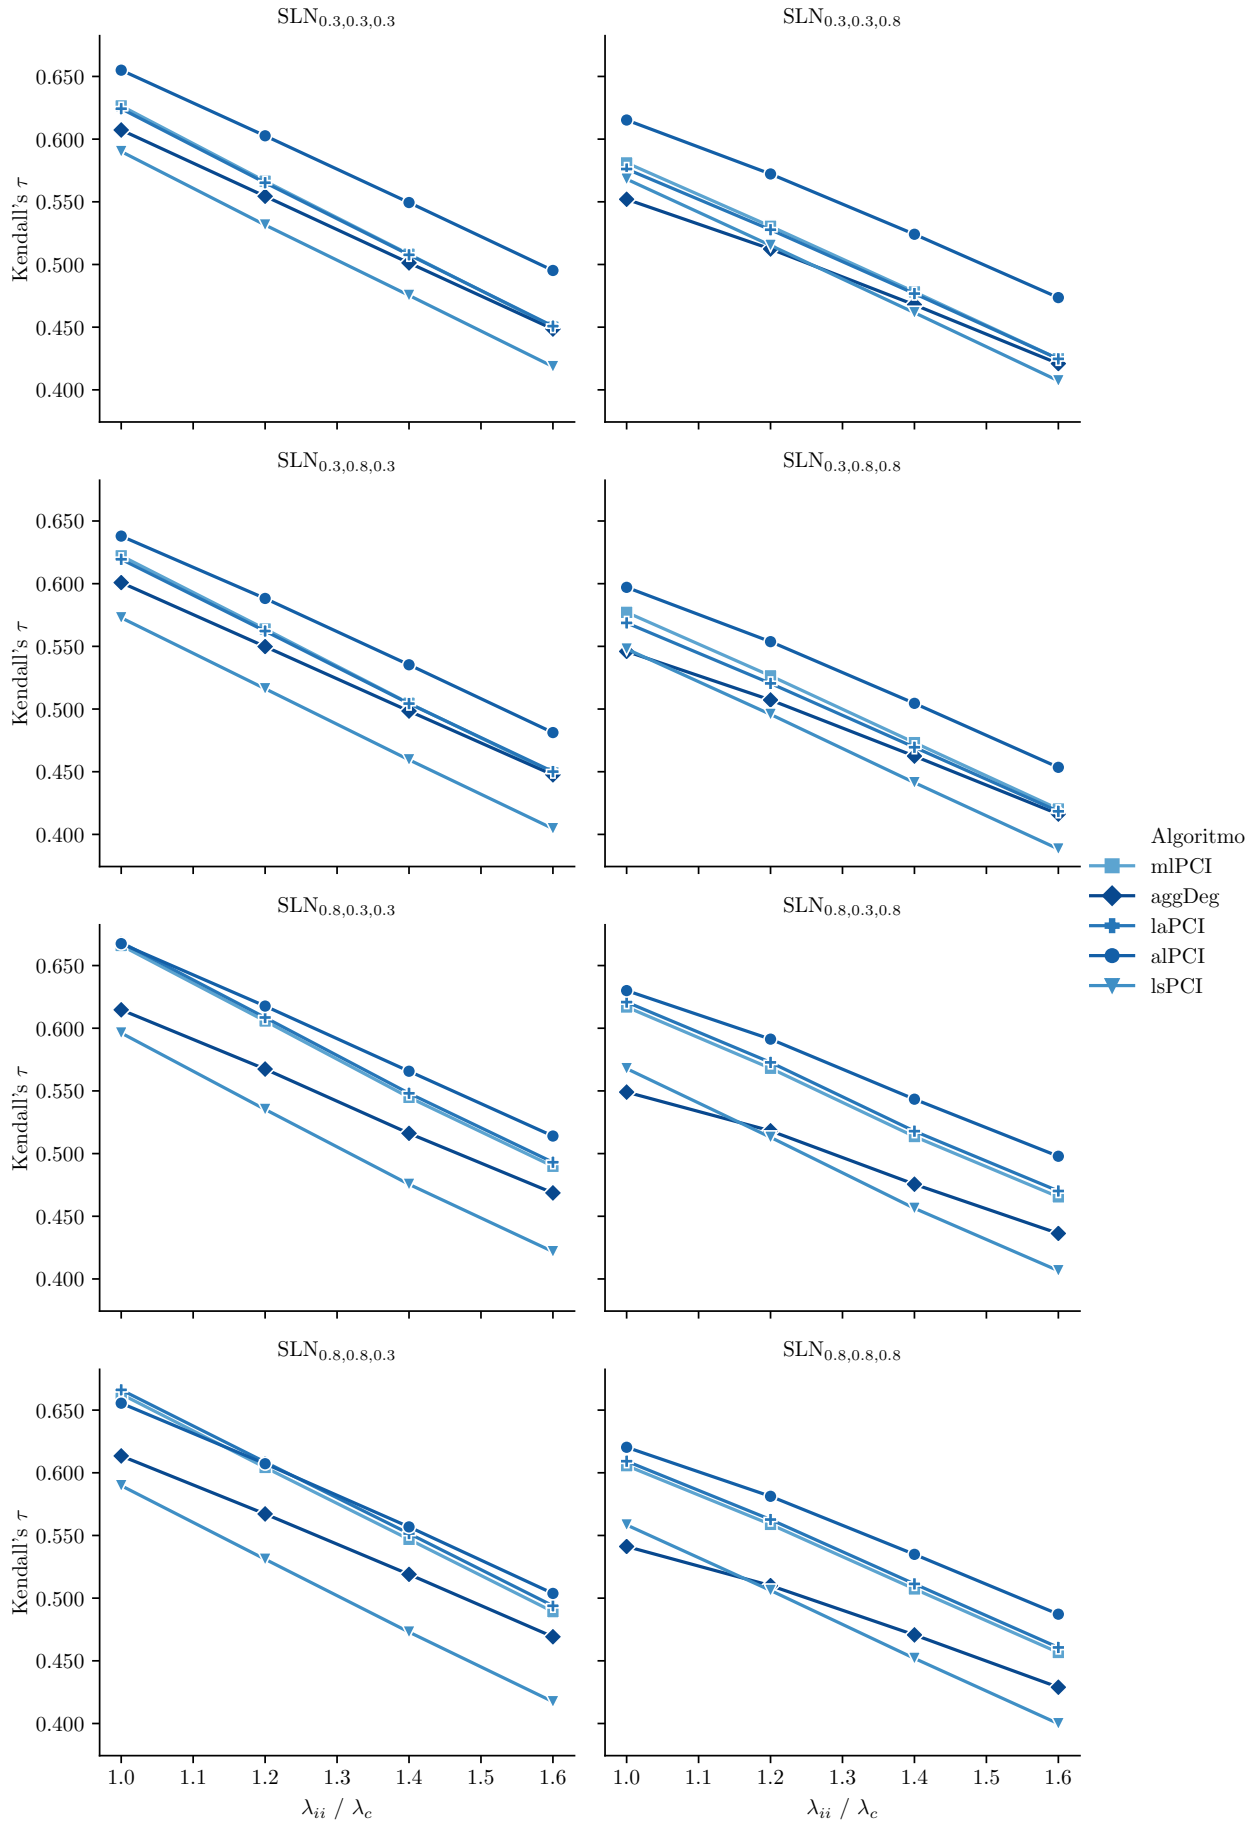 SLN0.3,0.3,0.3
SLN0.3,0.3,0.8
0.650
0.600
0.550
0.500
0.450
0.400
Kendall's τ
SLN0.3,0.8,0.3
SLN0.3,0.8,0.8
0.650
0.600
0.550
0.500
0.450
0.400
Kendall's τ
SLN0.8,0.3,0.3
SLN0.8,0.3,0.8
0.650
0.600
0.550
0.500
0.450
0.400
Kendall's τ
SLN0.8,0.8,0.3
SLN0.8,0.8,0.8
0.650
0.600
0.550
0.500
0.450
0.400
Kendall's τ
1.0 1.1 1.2 1.3 1.4 1.5 1.6
λii / λc
1.0 1.1 1.2 1.3 1.4 1.5 1.6
λii / λc
Algoritmo
mlPCI
aggDeg
laPCI
alPCI
lsPCI